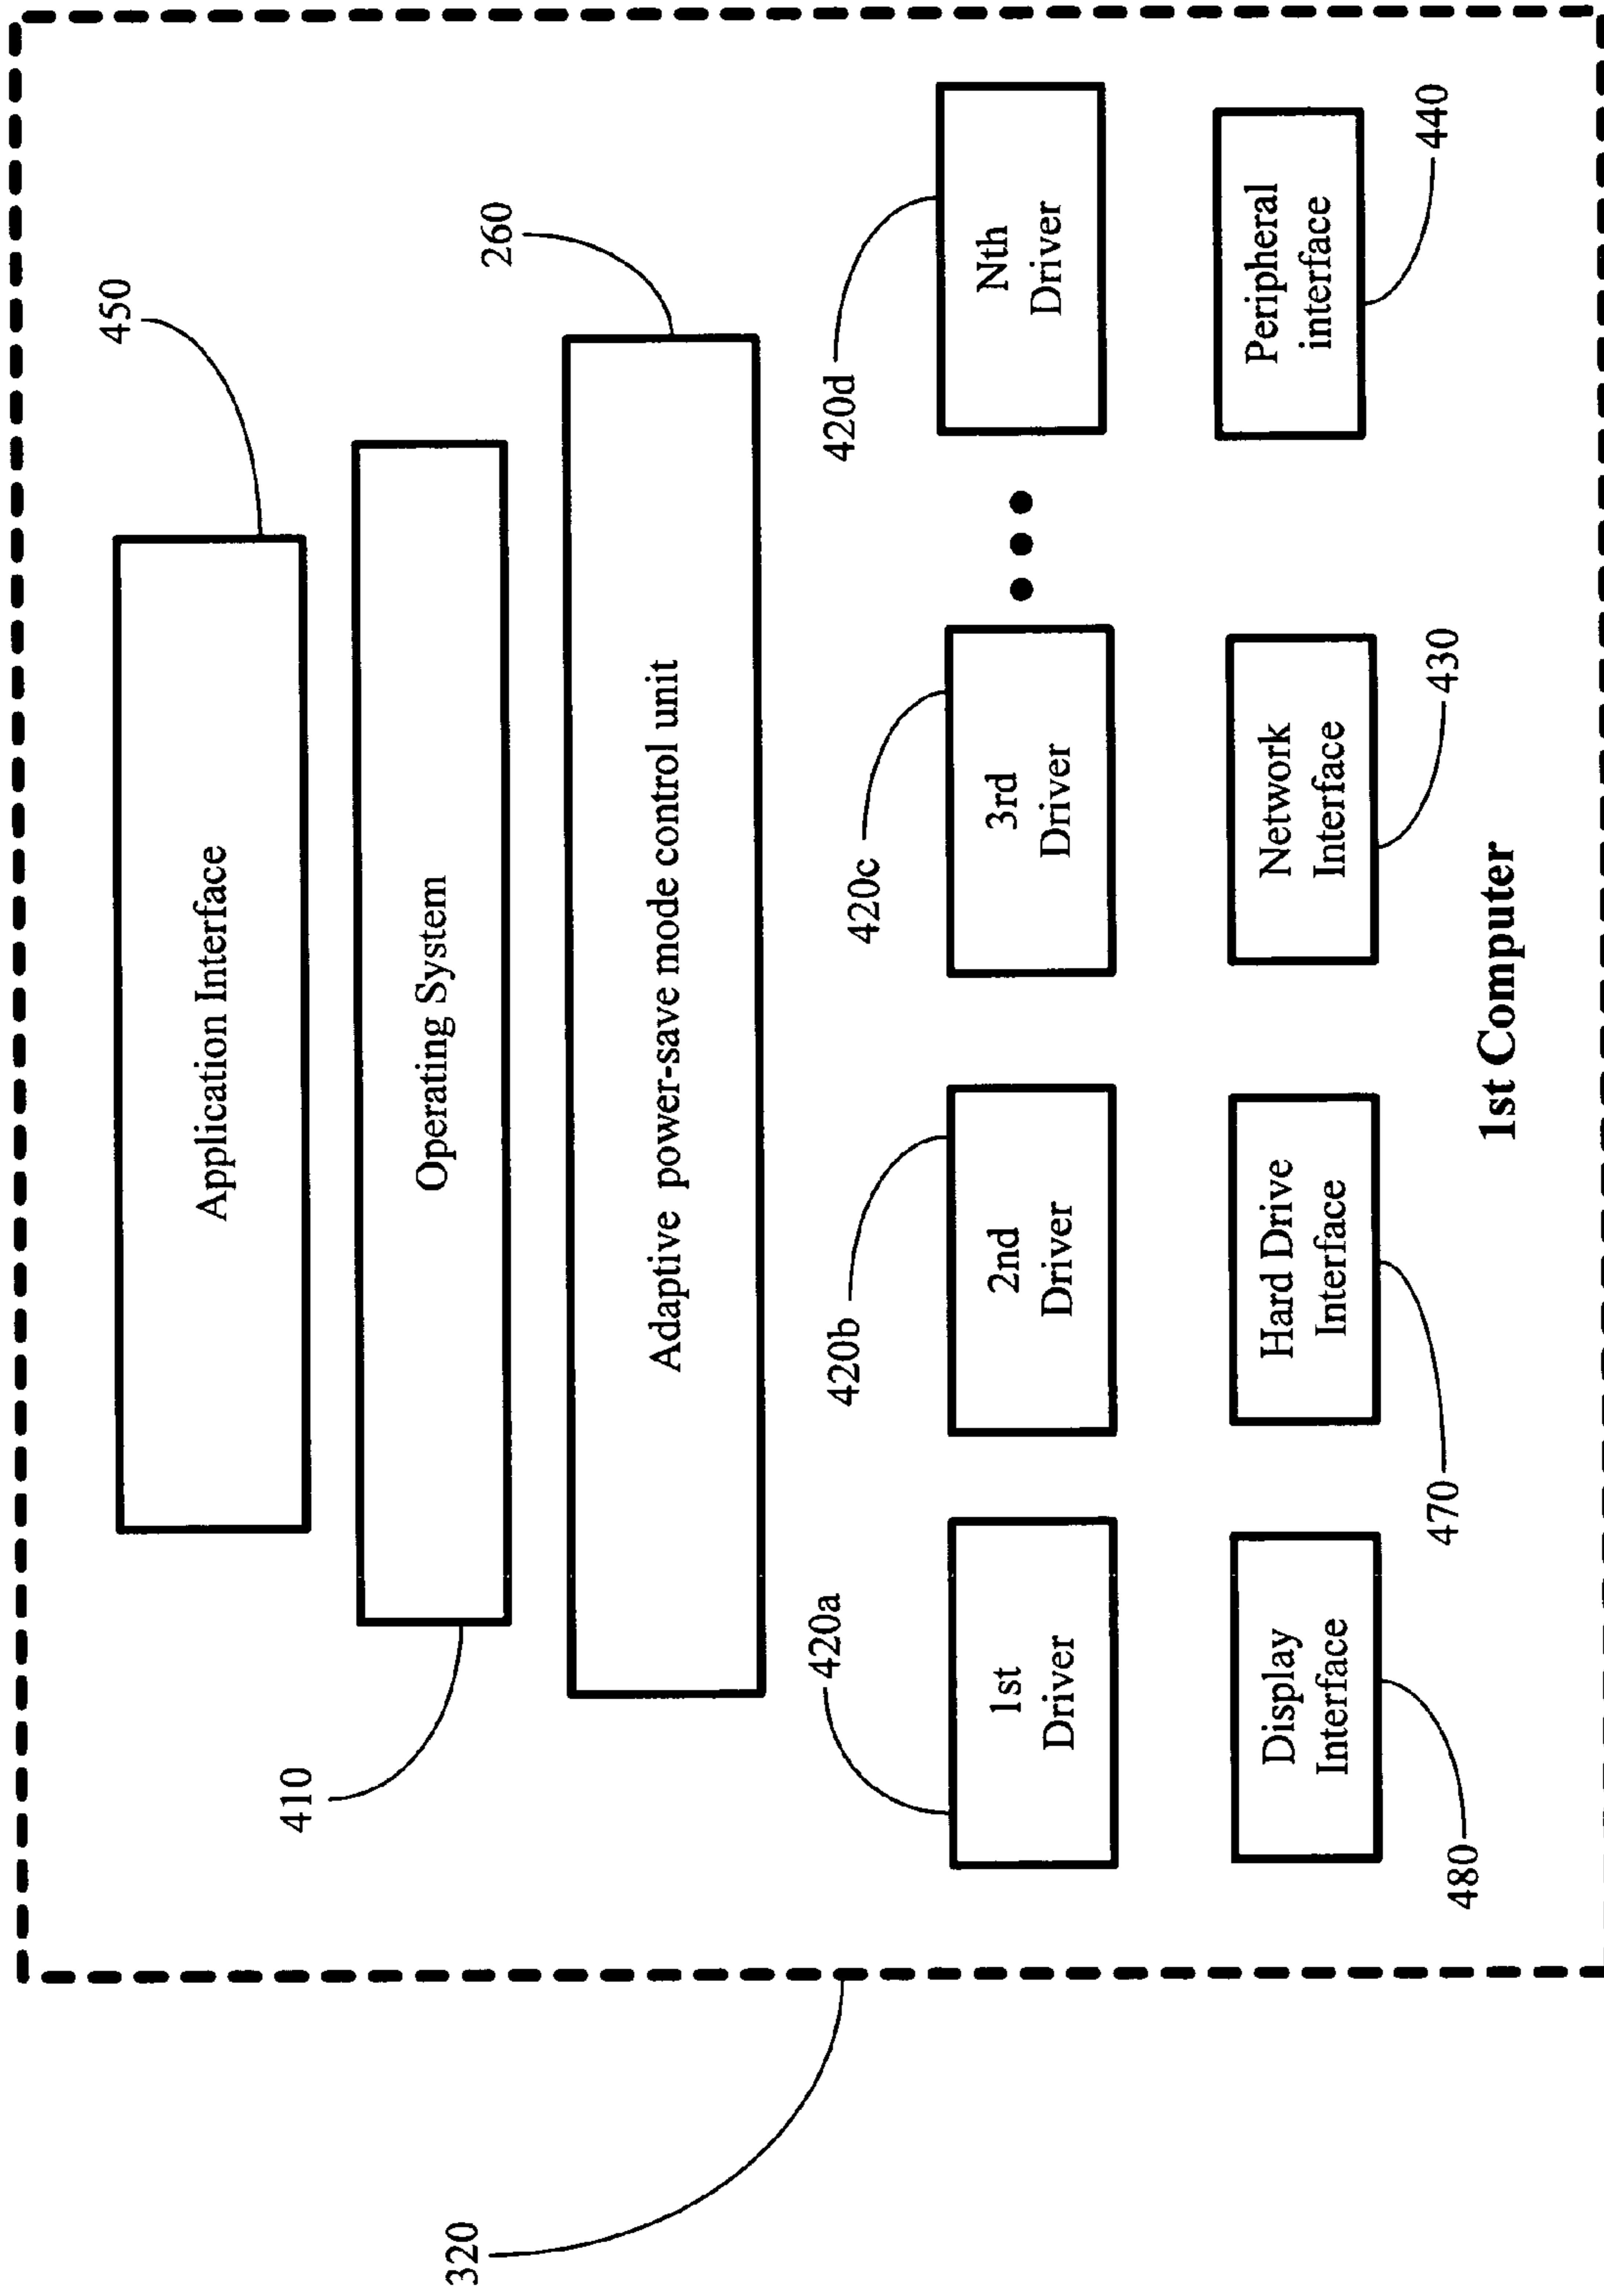 450
Application Interface
260
410
Operating System
Adaptive power-save mode control unit
420a
420b
420c
420d
1st
Driver
2nd
Driver
3rd
Driver
Nth
Driver
Display
Interface
Hard Drive
Interface
Network
Interface
Peripheral
interface
480
470
430
440
1st Computer
320